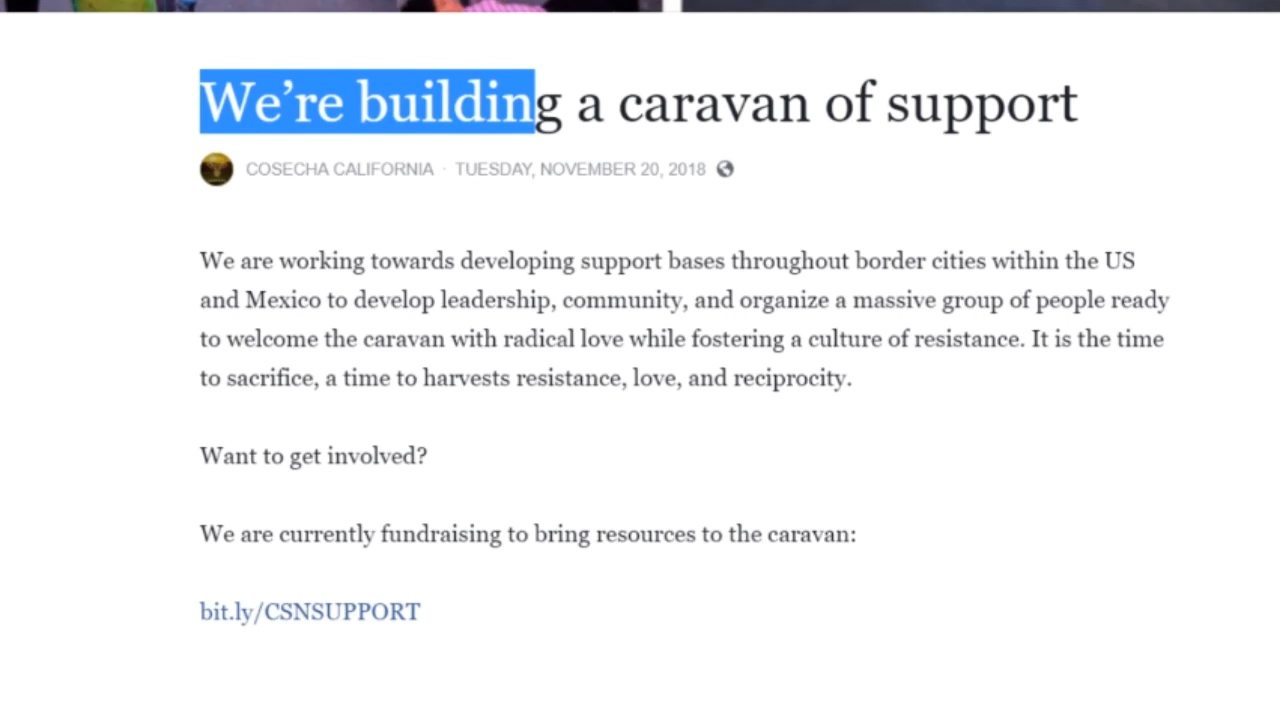 We’re building a caravan of support
COSECHA CALIFORNIA · TUESDAY, NOVEMBER 20, 2018
We are working towards developing support bases throughout border cities within the US
and Mexico to develop leadership, community, and organize a massive group of people ready
to welcome the caravan with radical love while fostering a culture of resistance. It is the time
to sacrifice, a time to harvests resistance, love, and reciprocity.
Want to get involved?
We are currently fundraising to bring resources to the caravan:
bit.ly/CSNSUPPORT